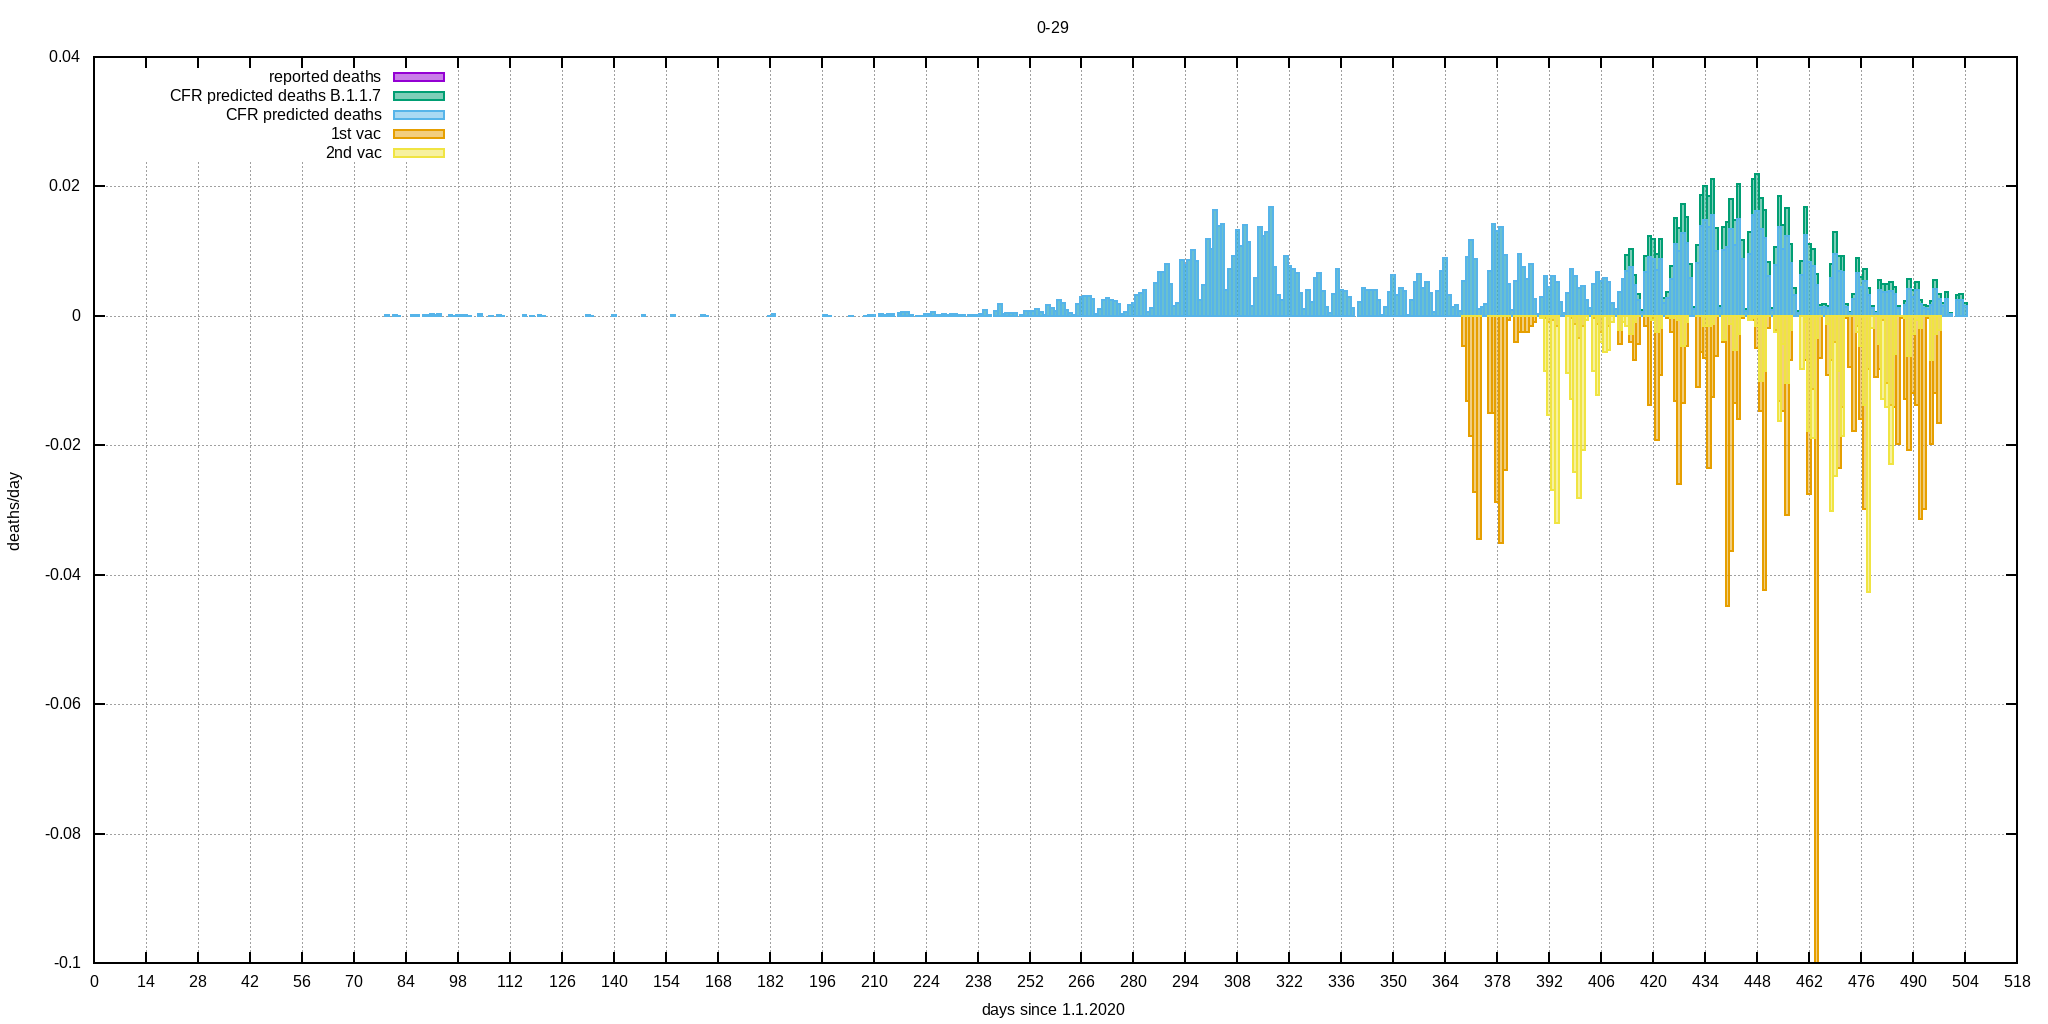 0-29
0.04
0.02
0
-0.02
-0.04
-0.06
-0.08
-0.1
deaths/day
reported deaths
CFR predicted deaths B.1.1.7
CFR predicted deaths
1st vac
2nd vac
0 14 28 42 56 70 84 98 112 126 140 154 168 182 196 210 224 238 252 266 280 294 308 322 336 350 364 378 392 406 420 434 448 462 476 490 504 518
days since 1.1.2020